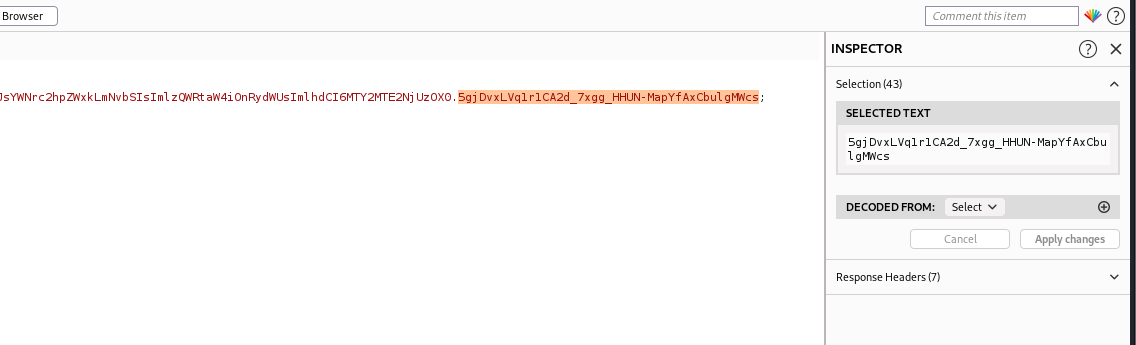 Browser
Comment this item
INSPECTOR
Selection (43)
JsYWNrc2hpZWxkLmNvbSIsImlzQWRtaW4iOnRydWUsImlhdCI6MTY2MTE2NjUzOX0.5gjDvxLVq1r1CA2d_7xgg_HHUN-MapYfAxCbulgMWcs;
SELECTED TEXT
5gjDvxLVq1r1CA2d_7xgg_HHUN-MapYfAxCbu
lgMWcs
DECODED FROM: Select
Cancel Apply changes
Response Headers (7)